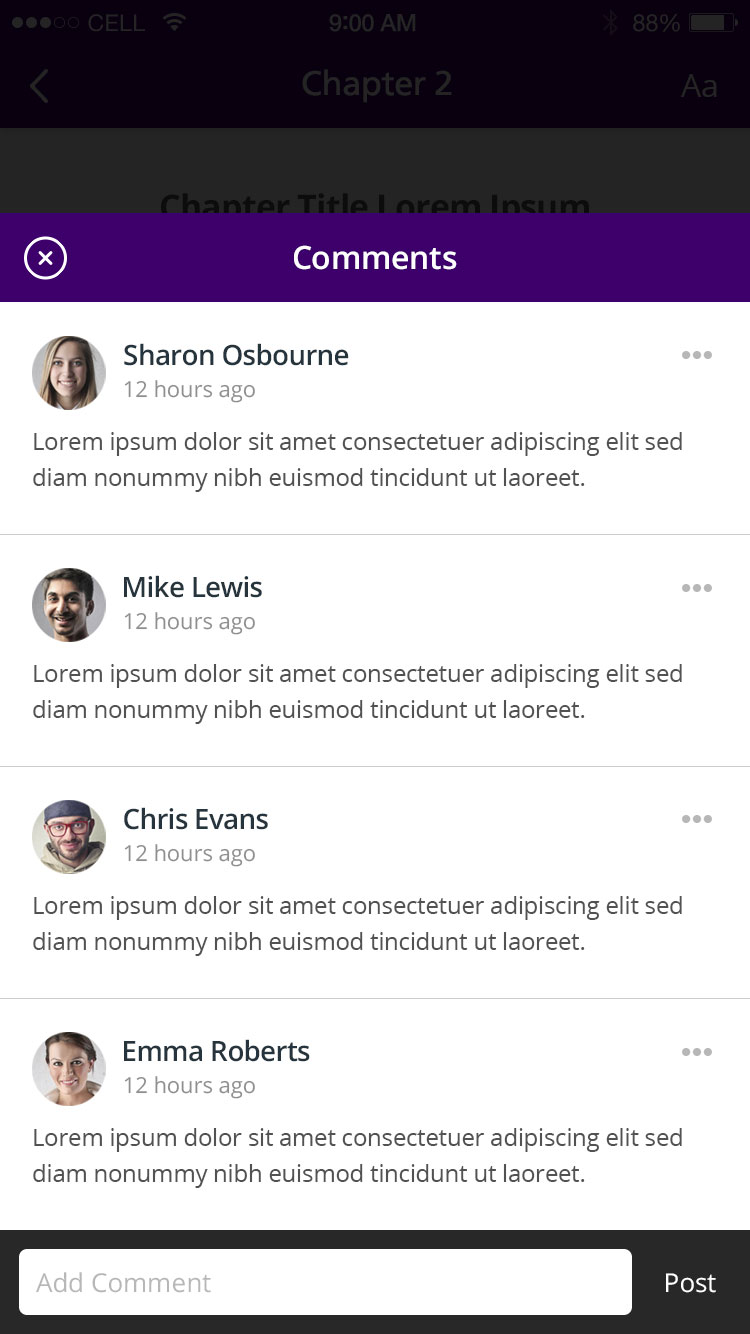 CELL 9:00 AM 88%
Chapter 2 Aa
Chapter Title Lorem Ipsum
Comments
Sharon Osbourne
12 hours ago
Lorem ipsum dolor sit amet consectetuer adipiscing elit sed
diam nonummy nibh euismod tincidunt ut laoreet.
Mike Lewis
12 hours ago
Lorem ipsum dolor sit amet consectetuer adipiscing elit sed
diam nonummy nibh euismod tincidunt ut laoreet.
Chris Evans
12 hours ago
Lorem ipsum dolor sit amet consectetuer adipiscing elit sed
diam nonummy nibh euismod tincidunt ut laoreet.
Emma Roberts
12 hours ago
Lorem ipsum dolor sit amet consectetuer adipiscing elit sed
diam nonummy nibh euismod tincidunt ut laoreet.
Add Comment Post